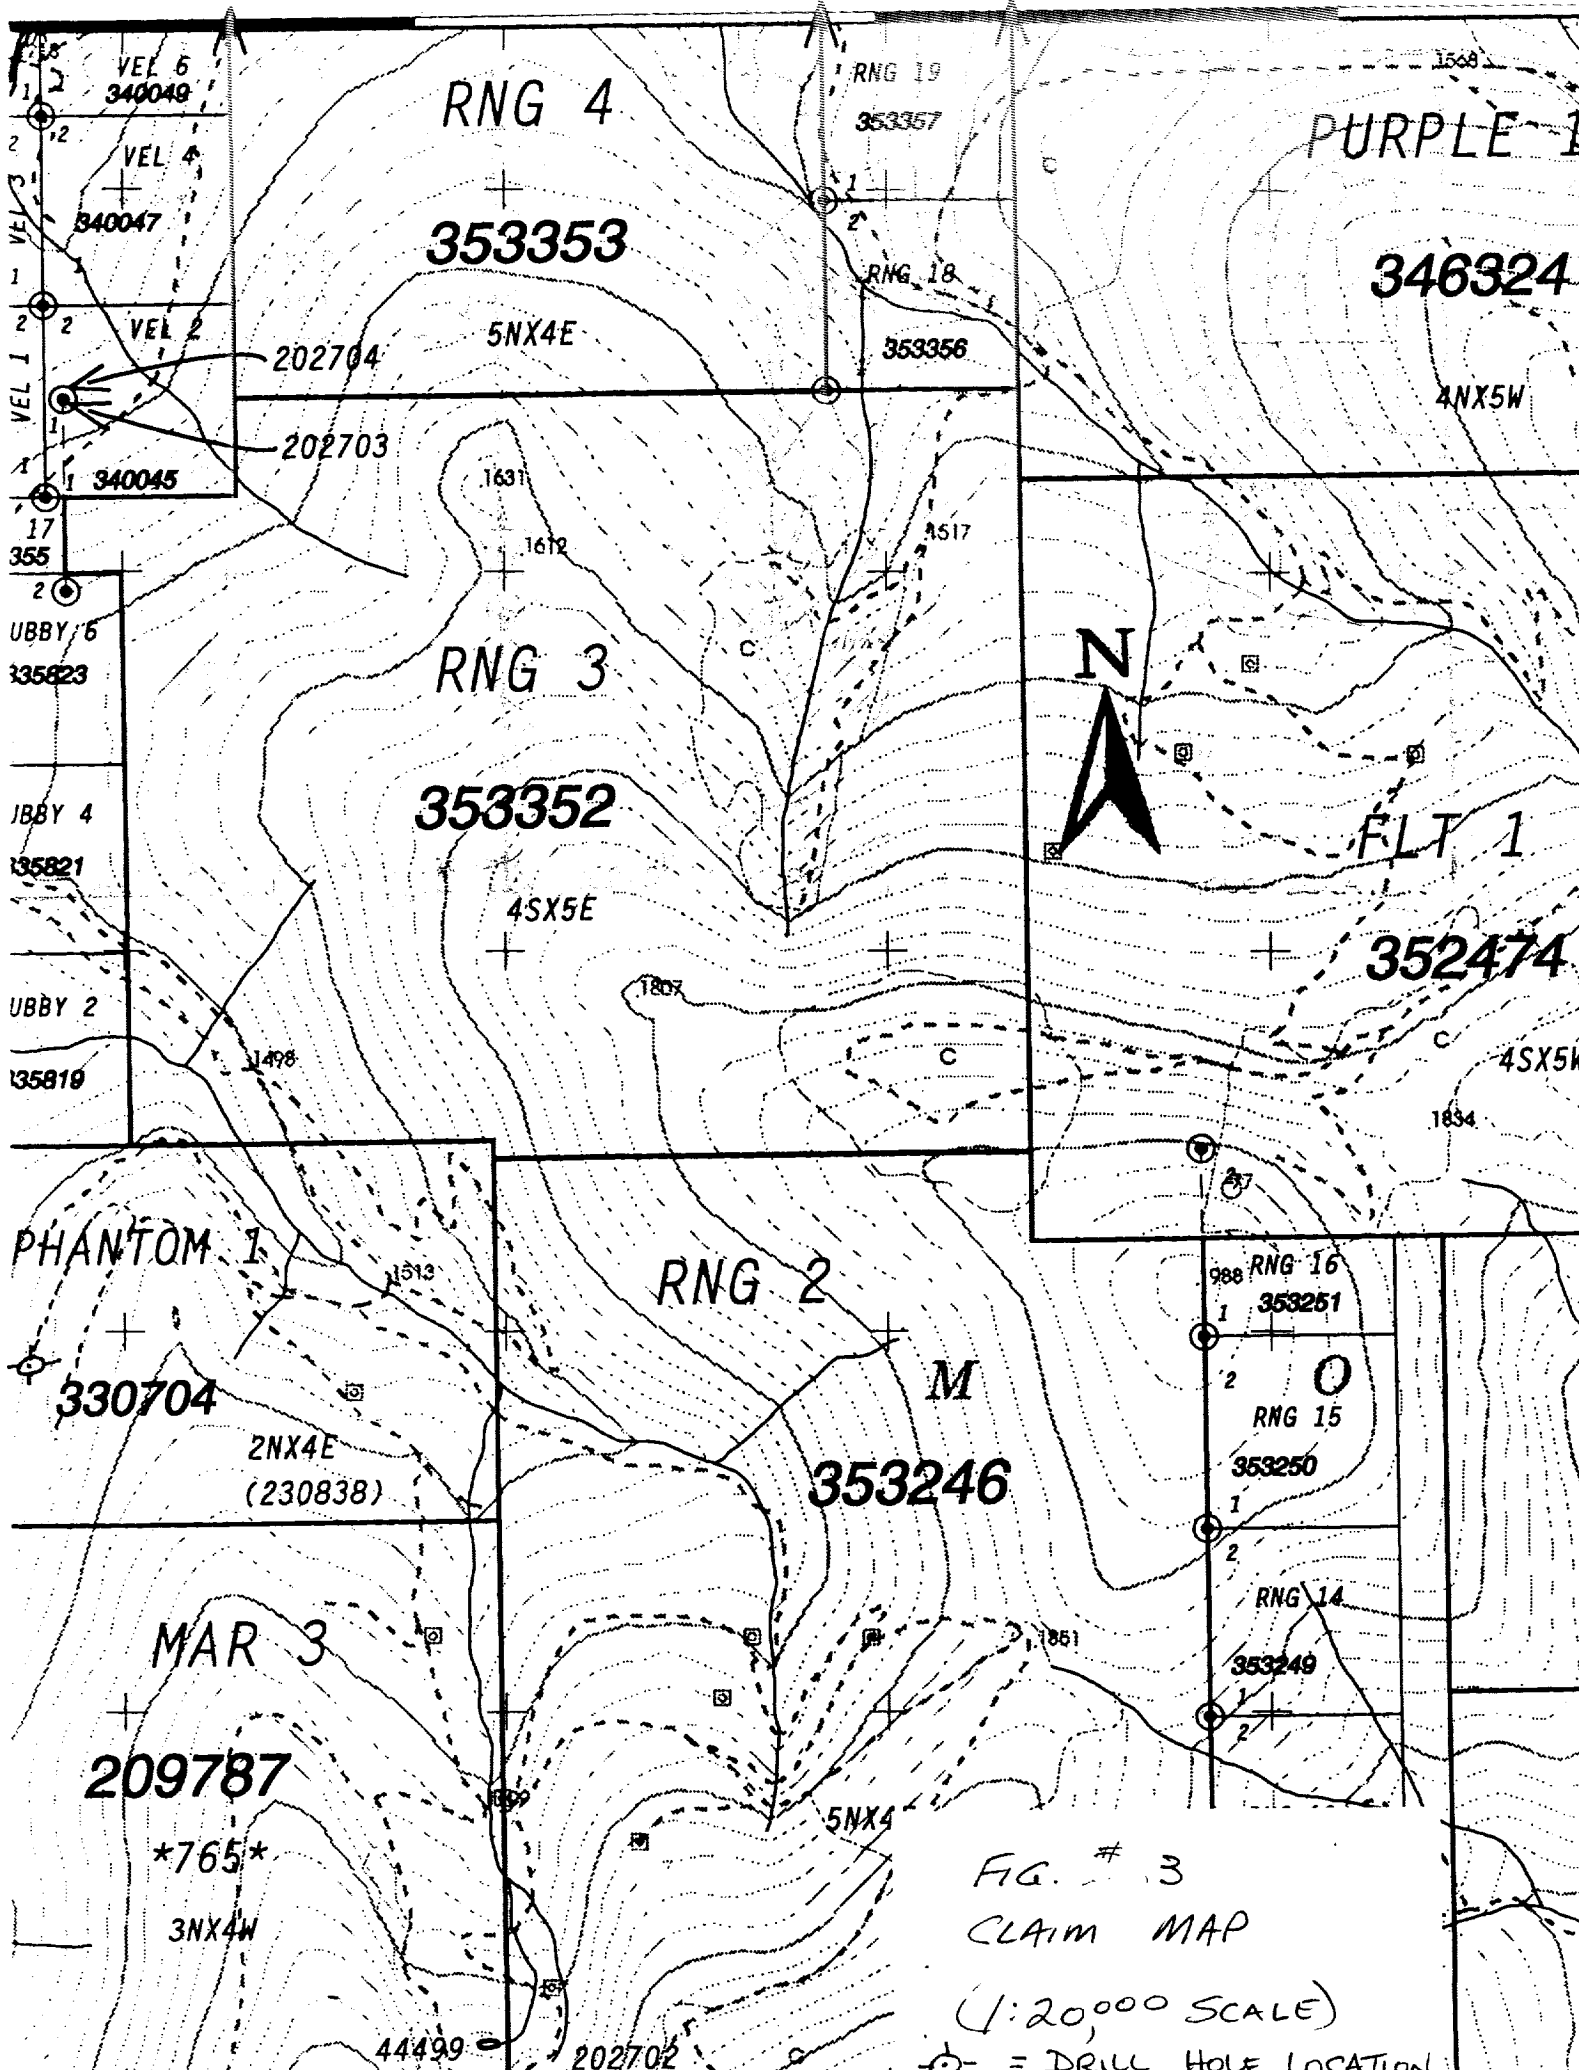 VEL 6
340049
RNG 4
RNG 19
353357
1568
PURPLE 1
VEL 4
340047
VEL 3
353353
RNG 18
353356
346324
VEL 2
5NX4E
4NX5W
VEL 1
202704
202703
340045
1631
1612
1517
17
355
UBBY 6
335823
RNG 3
N
353352
FLT 1
UBBY 4
335821
4SX5E
352474
1807
UBBY 2
335819
1498
C
C
4SX5W
1834
PHANTOM 1
1513
RNG 2
988
RNG 16
353251
330704
M
O
RNG 15
353250
2NX4E
(230838)
353246
RNG 14
353249
MAR 3
1851
209787
*765*
5NX4
3NX4W
FIG. # 3
CLAIM MAP
(1:20,000 SCALE)
44499
202702
= DRILL HOLE LOCATION